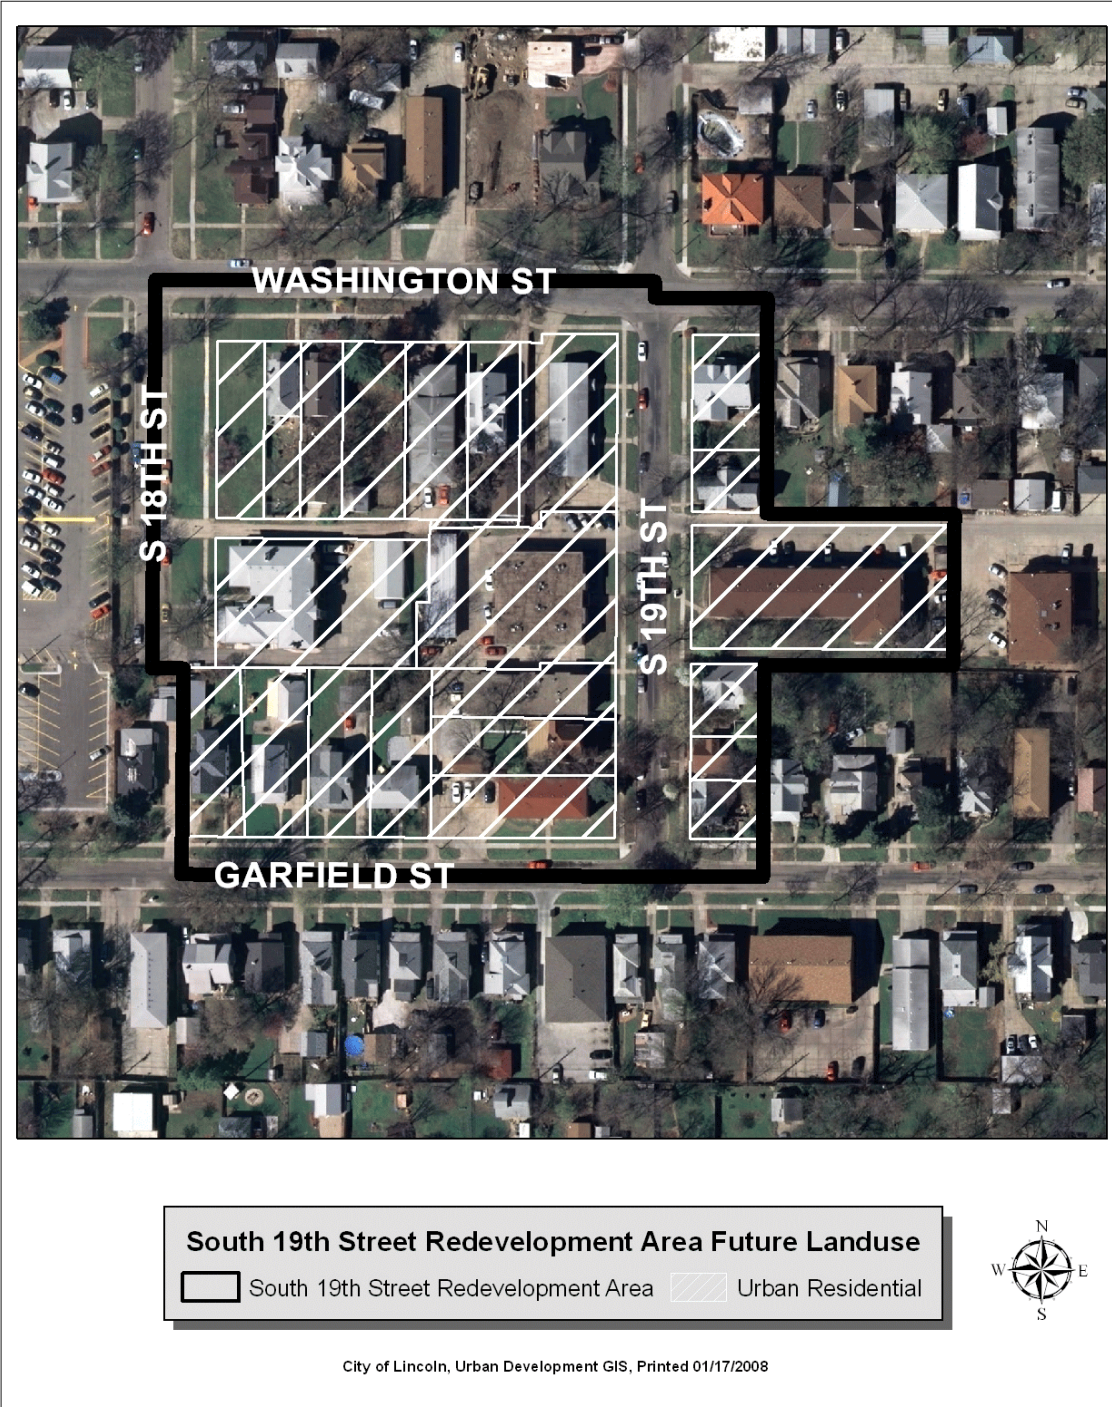 WASHINGTON ST
S 18TH ST
S 19TH ST
GARFIELD ST
South 19th Street Redevelopment Area Future Landuse
South 19th Street Redevelopment Area
Urban Residential
N
W E
S
City of Lincoln, Urban Development GIS, Printed 01/17/2008